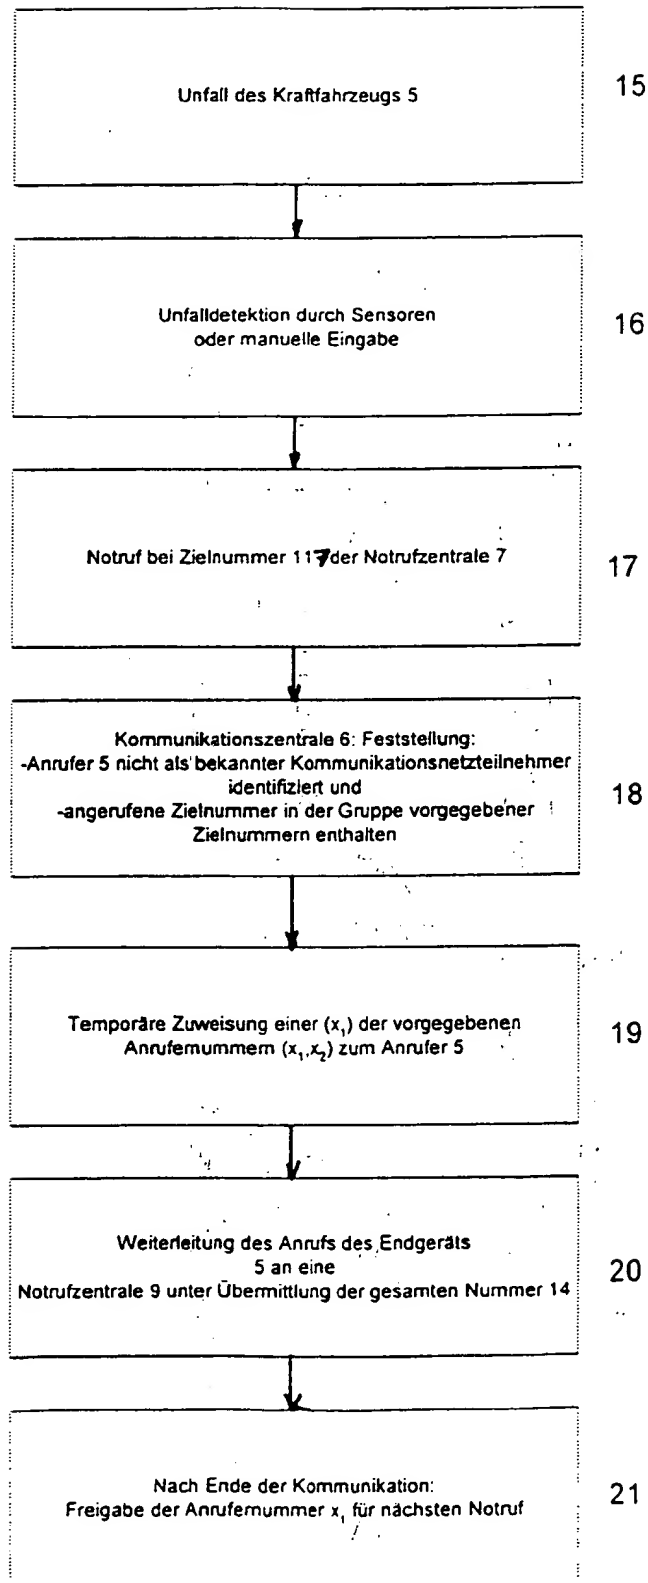 Unfall des Kraftfahrzeugs 5
15
Unfalldetektion durch Sensoren
oder manuelle Eingabe
16
Notruf bei Zielnummer 117 der Notrufzentrale 7
17
Kommunikationszentrale 6: Feststellung:
-Anrufer 5 nicht als bekannter Kommunikationsnetzteilnehmer
identifiziert und
-angerufene Zielnummer in der Gruppe vorgegebener
Zielnummern enthalten
18
Temporäre Zuweisung einer (x₁) der vorgegebenen
Anrufernummern (x₁,x₂) zum Anrufer 5
19
Weiterleitung des Anrufs des Endgeräts
5 an eine
Notrufzentrale 9 unter Übermittlung der gesamten Nummer 14
20
Nach Ende der Kommunikation:
Freigabe der Anrufernummer x₁ für nächsten Notruf
21